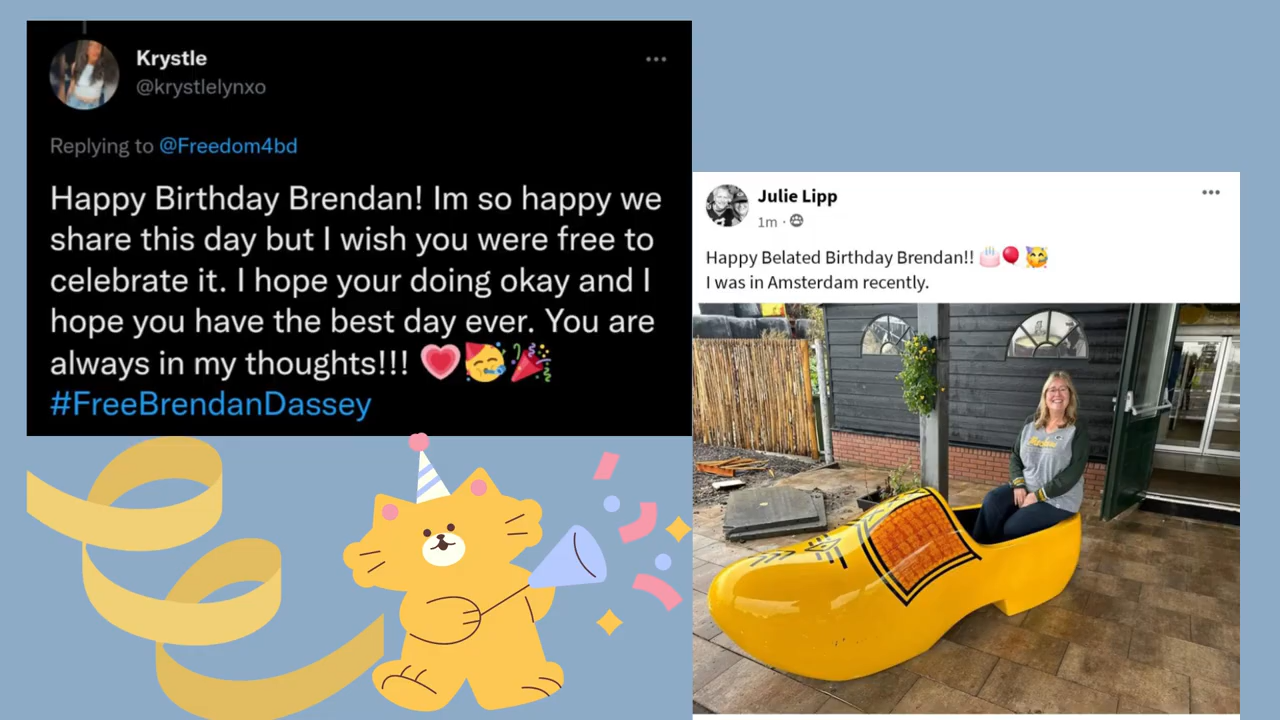 Krystle
@krystlelynxo
Replying to @Freedom4bd
Happy Birthday Brendan! Im so happy we
share this day but I wish you were free to
celebrate it. I hope your doing okay and I
hope you have the best day ever. You are
always in my thoughts!!! 💗🥳🎉
#FreeBrendanDassey
Julie Lipp
1m ·
Happy Belated Birthday Brendan!! 🎂🎈🥳
I was in Amsterdam recently.